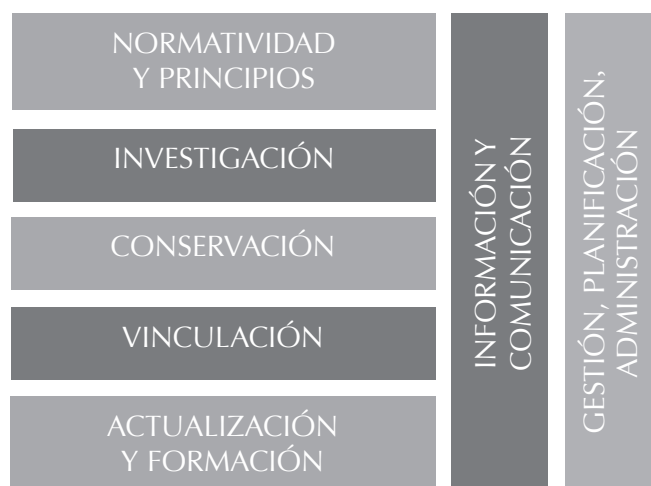 NORMATIVIDAD
Y PRINCIPIOS
INVESTIGACIÓN
CONSERVACIÓN
VINCULACIÓN
ACTUALIZACIÓN
Y FORMACIÓN
INFORMACIÓN Y
COMUNICACIÓN
GESTIÓN, PLANIFICACIÓN,
ADMINISTRACIÓN